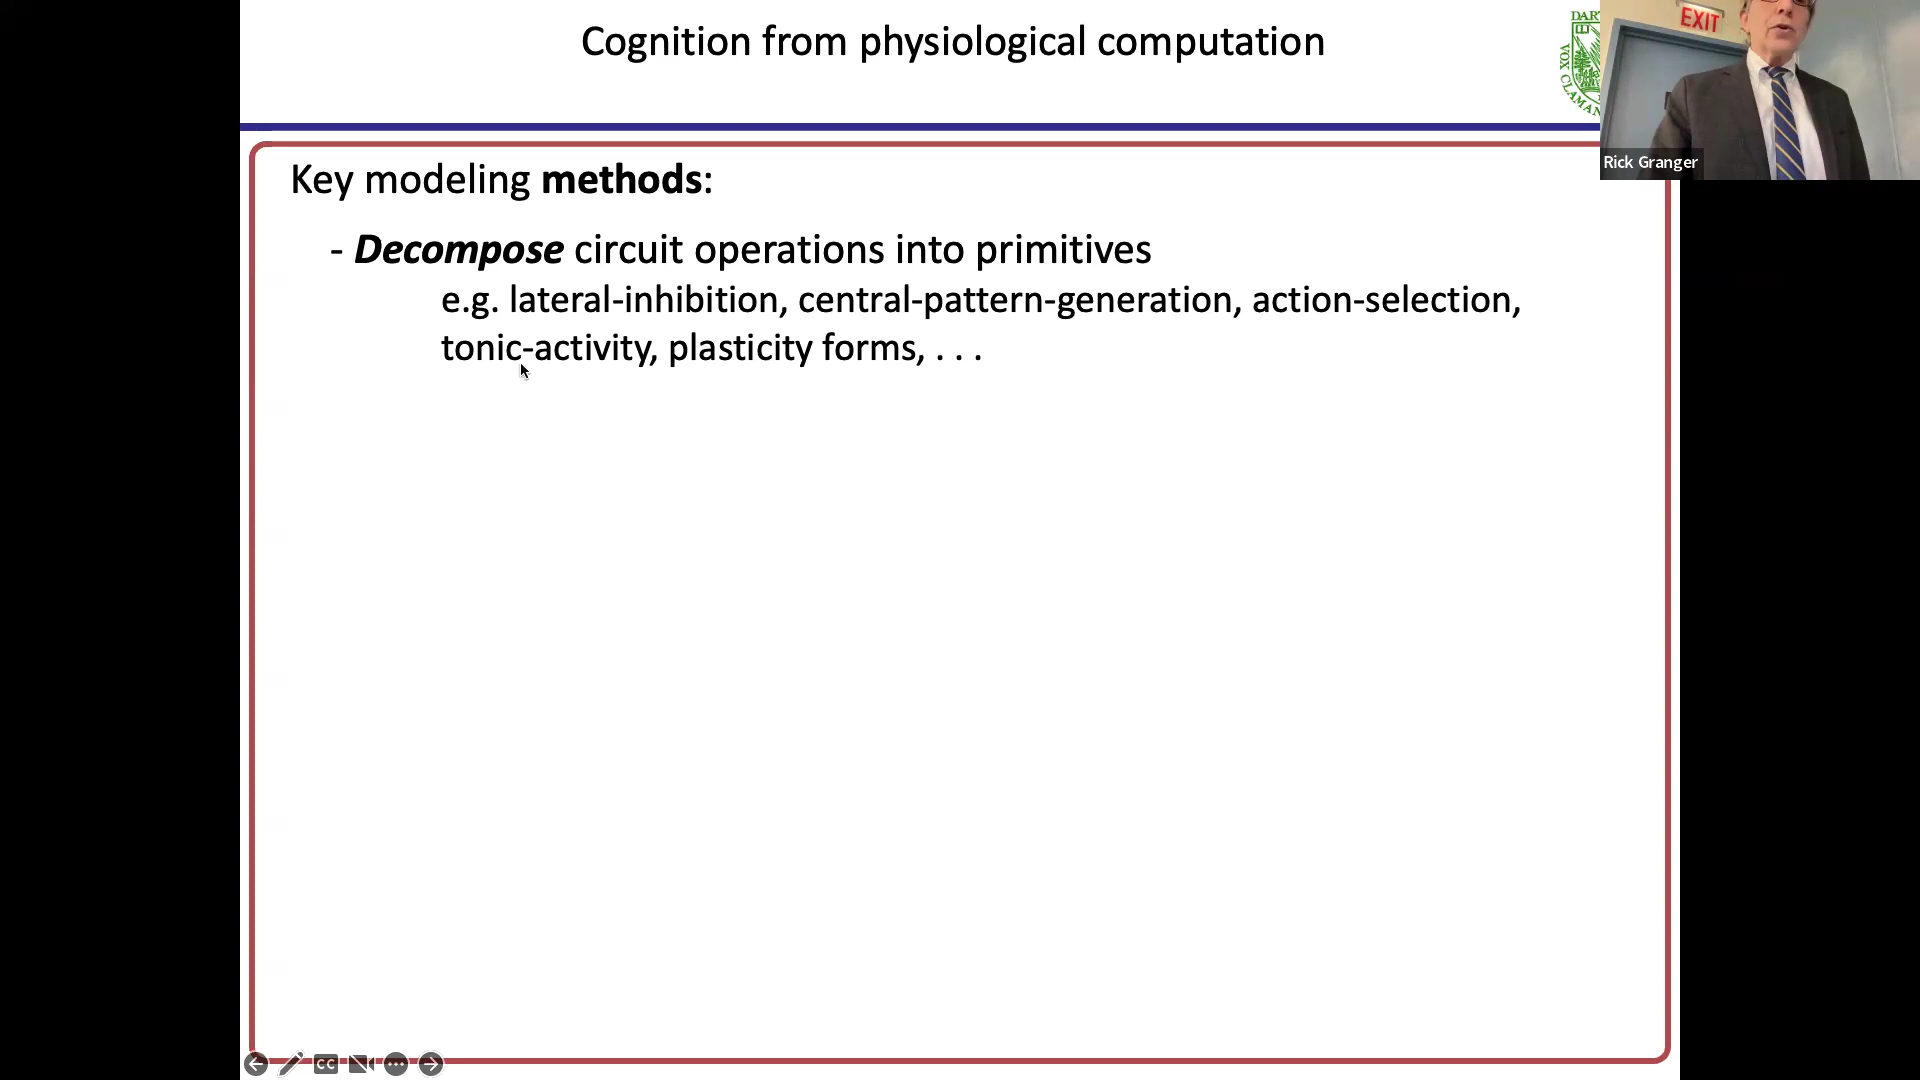 Cognition from physiological computation
EXIT
Rick Granger
Key modeling methods:
- Decompose circuit operations into primitives
e.g. lateral-inhibition, central-pattern-generation, action-selection,
tonic-activity, plasticity forms, . . .
CC